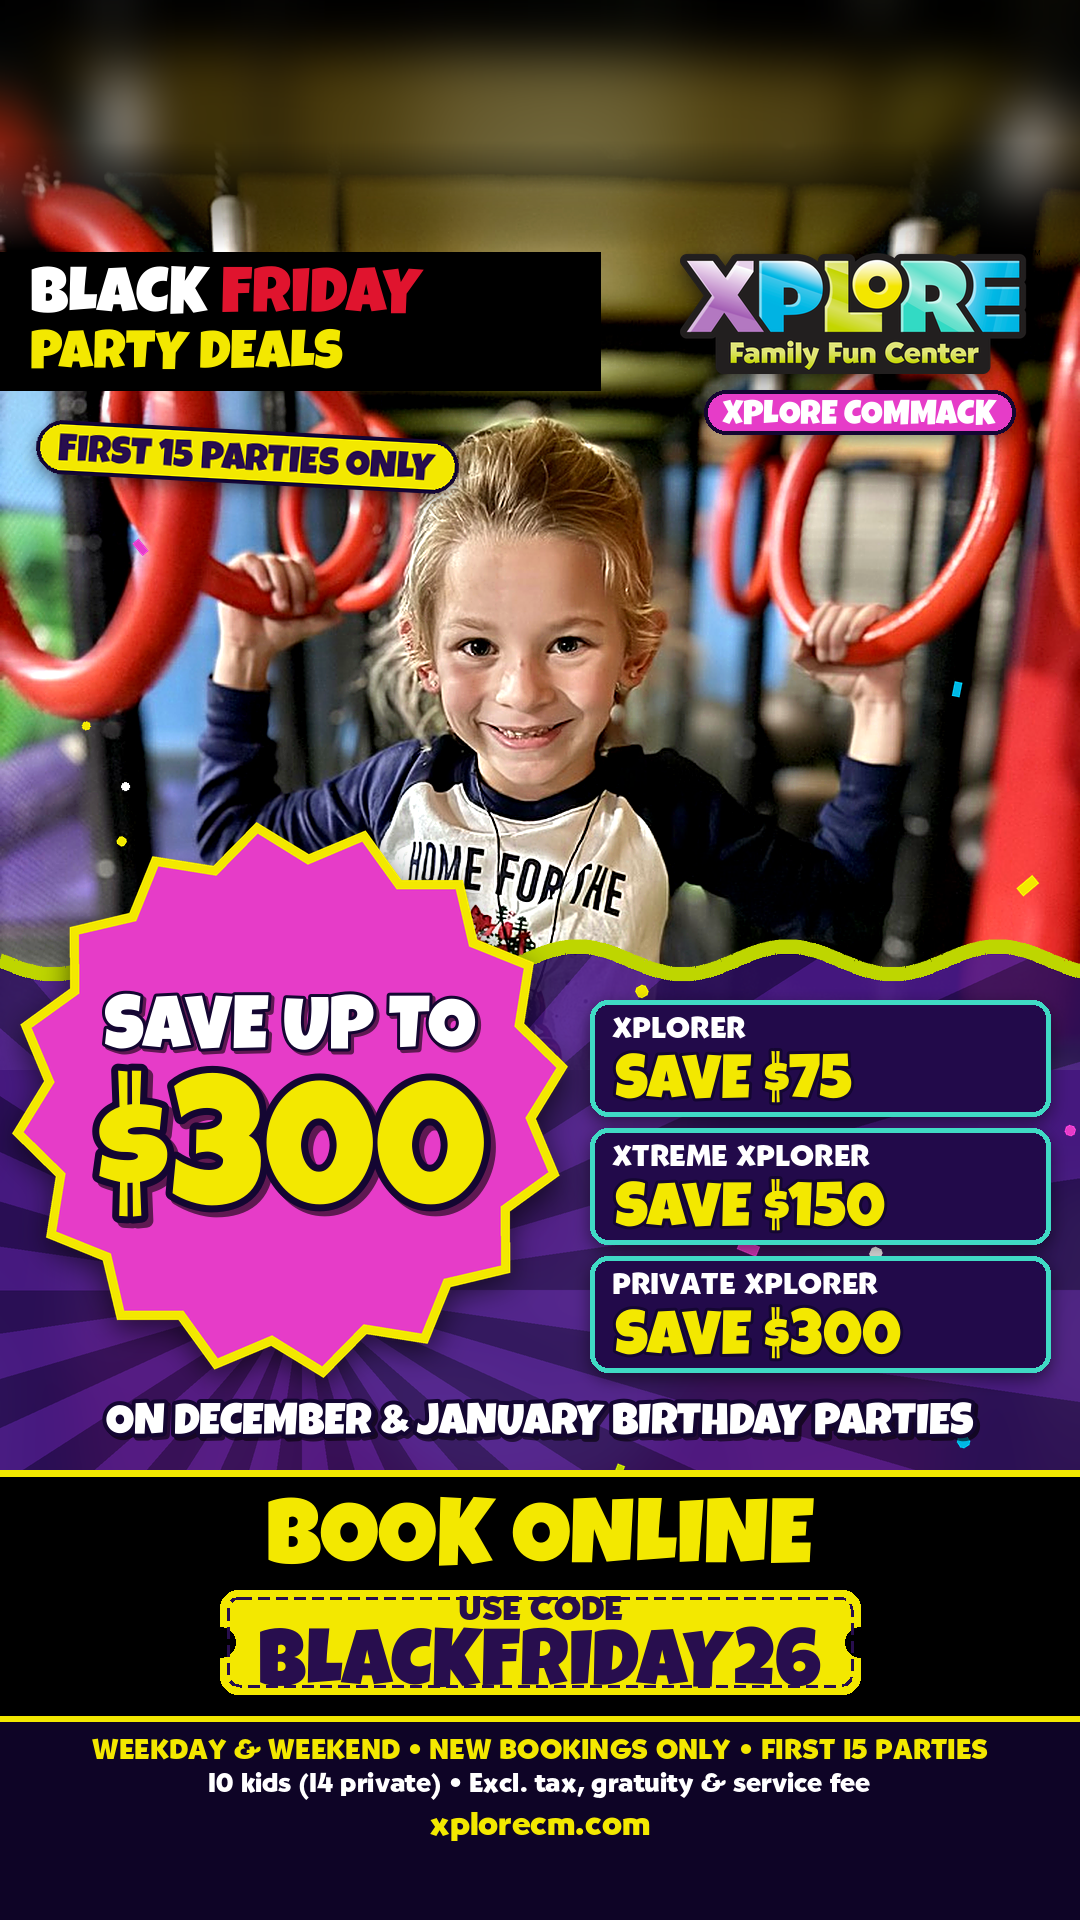 BLACK FRIDAY
PARTY DEALS
XPLORE
Family Fun Center
XPLORE COMMACK
FIRST 15 PARTIES ONLY
HOME FOR THE
SAVE UP TO
$300
XPLORER
SAVE $75
XTREME XPLORER
SAVE $150
PRIVATE XPLORER
SAVE $300
ON DECEMBER & JANUARY BIRTHDAY PARTIES
BOOK ONLINE
USE CODE
BLACKFRIDAY26
WEEKDAY & WEEKEND • NEW BOOKINGS ONLY • FIRST 15 PARTIES
10 kids (14 private) • Excl. tax, gratuity & service fee
xplorecm.com